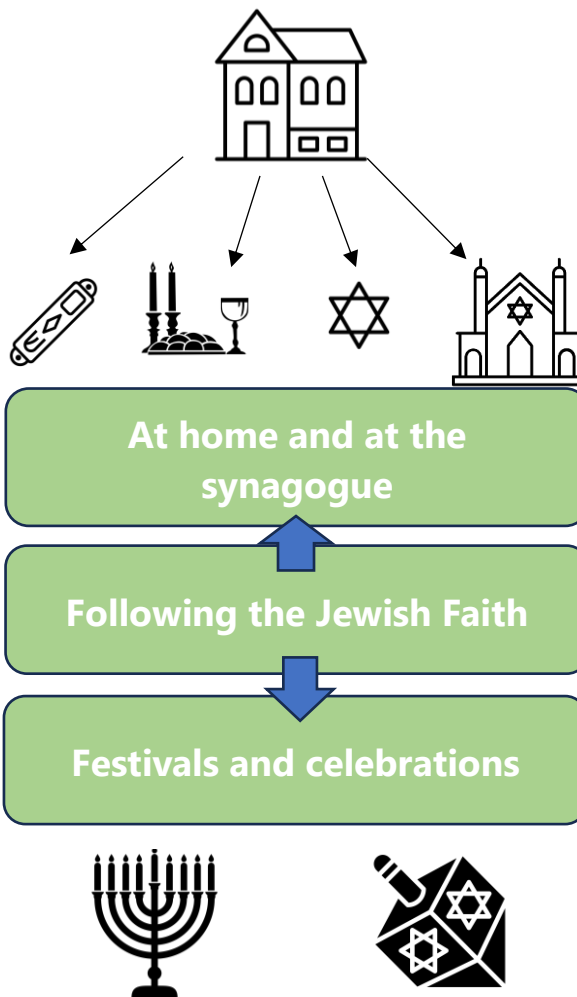 At home and at the
synagogue
Following the Jewish Faith
Festivals and celebrations